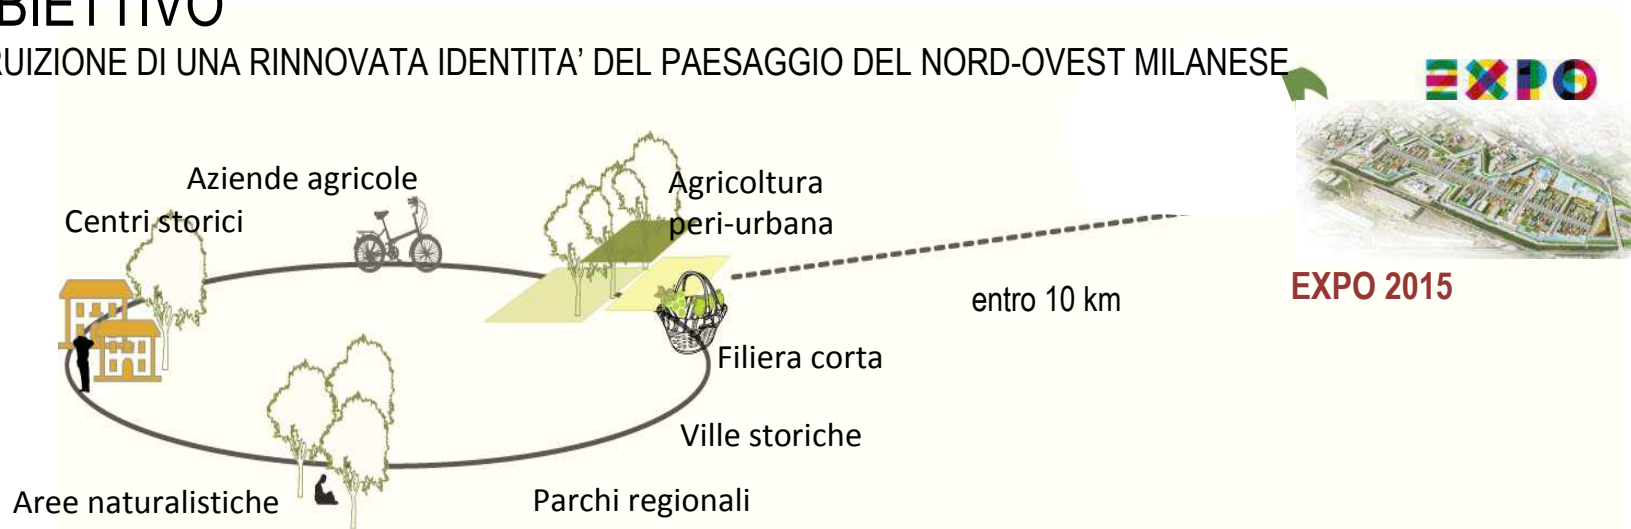 BIETTIVO
RUIZIONE DI UNA RINNOVATA IDENTITA’ DEL PAESAGGIO DEL NORD-OVEST MILANESE
EXPO
Aziende agricole
Centri storici
Agricoltura
peri-urbana
entro 10 km
EXPO 2015
Filiera corta
Ville storiche
Aree naturalistiche
Parchi regionali